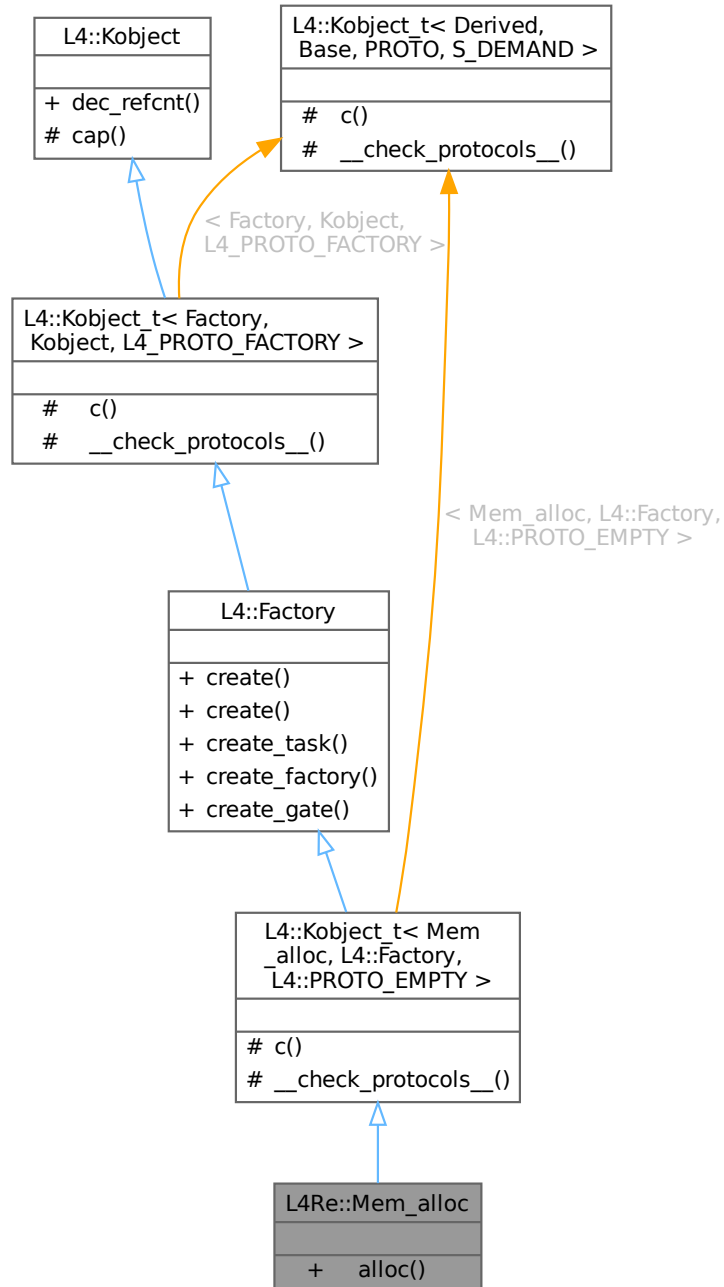 L4::Kobject
+ dec_refcnt()
# cap()
L4::Kobject_t< Derived,
Base, PROTO, S_DEMAND >
# c()
# __check_protocols__()
< Factory, Kobject,
L4_PROTO_FACTORY >
L4::Kobject_t< Factory,
Kobject, L4_PROTO_FACTORY >
# c()
# __check_protocols__()
< Mem_alloc, L4::Factory,
L4::PROTO_EMPTY >
L4::Factory
+ create()
+ create()
+ create_task()
+ create_factory()
+ create_gate()
L4::Kobject_t< Mem
_alloc, L4::Factory,
L4::PROTO_EMPTY >
# c()
# __check_protocols__()
L4Re::Mem_alloc
+ alloc()